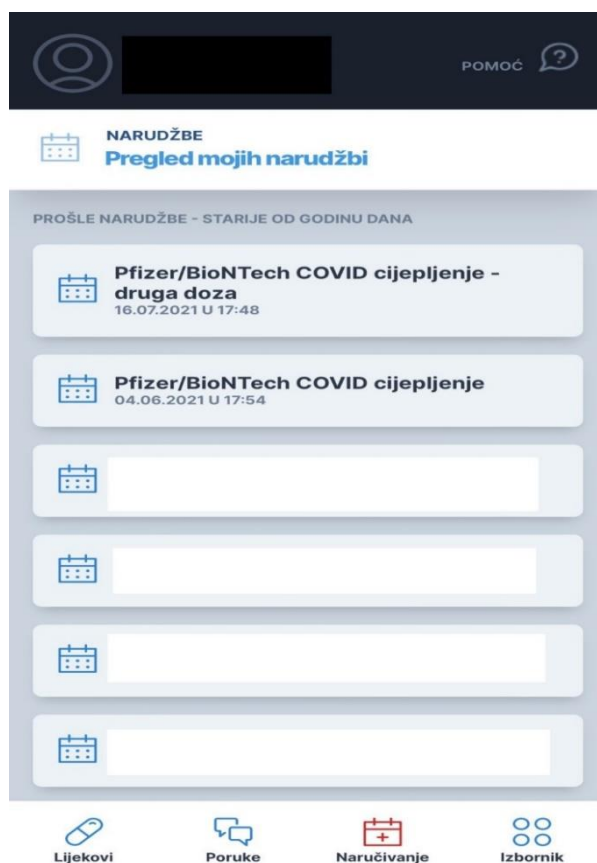 POMOĆ
NARUDŽBE
Pregled mojih narudžbi
PROŠLE NARUDŽBE - STARIJE OD GODINU DANA
Pfizer/BioNTech COVID cijepljenje -
druga doza
16.07.2021 U 17:48
Pfizer/BioNTech COVID cijepljenje
04.06.2021 U 17:54
Lijekovi
Poruke
Naručivanje
Izbornik